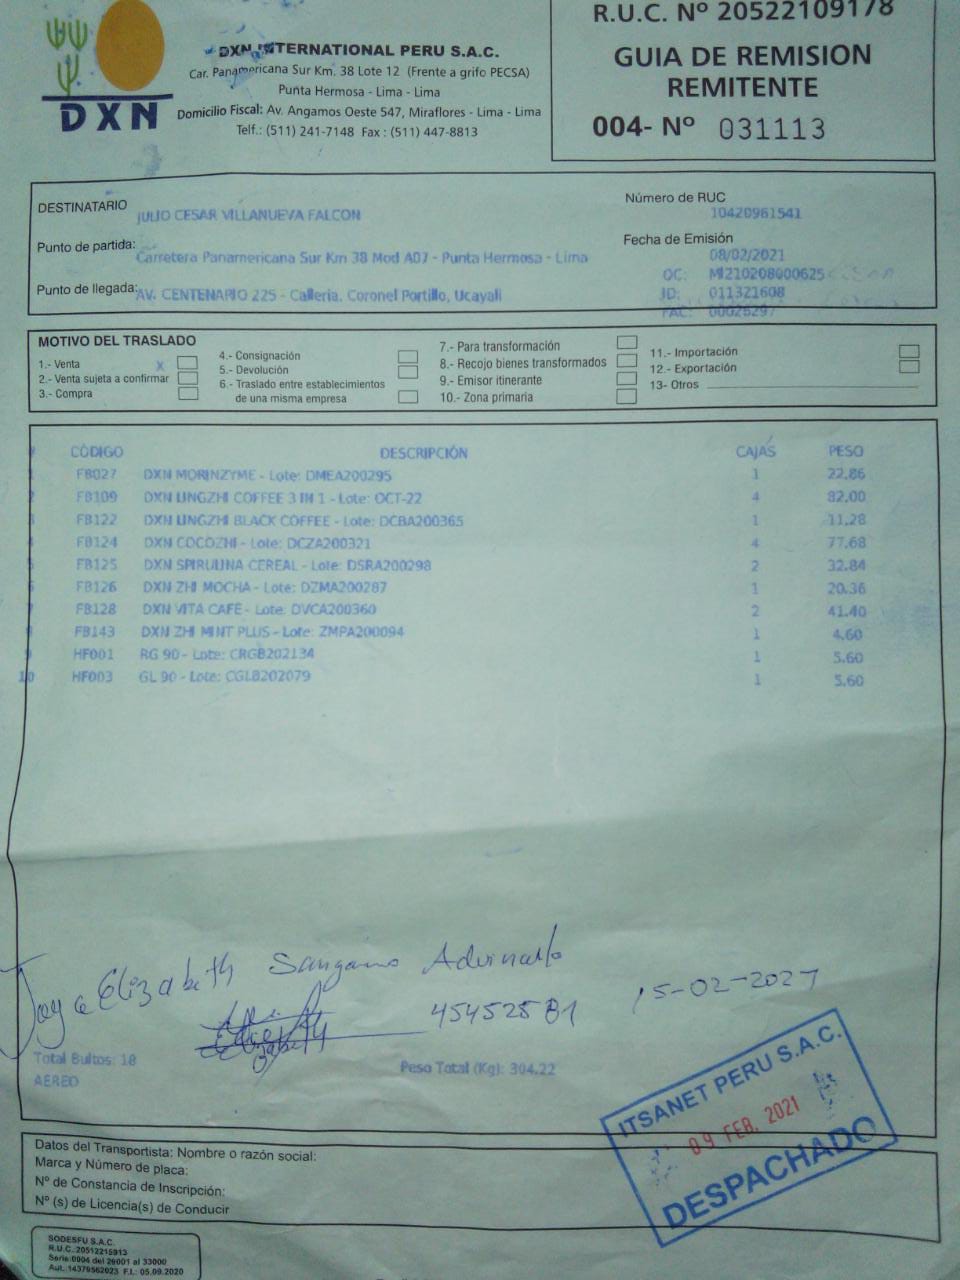 DXN
DXN INTERNATIONAL PERU S.A.C.
Car. Panamericana Sur Km. 38 Lote 12 (Frente a grifo PECSA)
Punta Hermosa - Lima - Lima
Domicilio Fiscal: Av. Angamos Oeste 547, Miraflores - Lima - Lima
Telf.: (511) 241-7148 Fax : (511) 447-8813
R.U.C. Nº 20522109178
GUIA DE REMISION
REMITENTE
004- Nº 031113
DESTINATARIO JULIO CESAR VILLANUEVA FALCON
Número de RUC
10420961541
Punto de partida: Carretera Panamericana Sur Km 38 Mod A07 - Punta Hermosa - Lima
Fecha de Emisión
08/02/2021
OC: MI210208000625
Punto de llegada: AV. CENTENARIO 225 - Calleria. Coronel Portillo, Ucayali
ID: 011321608
FAC: 00026297
MOTIVO DEL TRASLADO
1.- Venta X
2.- Venta sujeta a confirmar
3.- Compra
4.- Consignación
5.- Devolución
6.- Traslado entre establecimientos
de una misma empresa
7.- Para transformación
8.- Recojo bienes transformados
9.- Emisor itinerante
10.- Zona primaria
11.- Importación
12.- Exportación
13- Otros
CÓDIGO DESCRIPCIÓN CAJAS PESO
FB027 DXN MORINZYME - Lote: DMEA200295 1 22.86
FB109 DXN LINGZHI COFFEE 3 IN 1 - Lote: OCT-22 4 82.00
FB122 DXN LINGZHI BLACK COFFEE - Lote: DCBA200365 1 11.28
FB124 DXN COCOZHI - Lote: DCZA200321 4 77.68
FB125 DXN SPIRULINA CEREAL - Lote: DSRA200298 2 32.84
FB126 DXN ZHI MOCHA - Lote: DZMA200287 1 20.36
FB128 DXN VITA CAFE - Lote: DVCA200360 2 41.40
FB143 DXN ZHI MINT PLUS - Lote: ZMPA200094 1 4.60
HF001 RG 90 - Lote: CRGB202134 1 5.60
10 HF003 GL 90 - Lote: CGLB202079 1 5.60
Elizabeth
45452581 15-02-2021
Total Bultos: 18
Peso Total (Kg): 304.22
AEREO
ITSANET PERU S.A.C.
09 FEB. 2021
DESPACHADO
Datos del Transportista: Nombre o razón social:
Marca y Número de placa:
Nº de Constancia de Inscripción:
Nº (s) de Licencia(s) de Conducir
SODESFU S.A.C.
R.U.C. 20512215913
Serie:0004 del 26001 al 33000
Aut.: 14379562023 F.I.: 05.09.2020